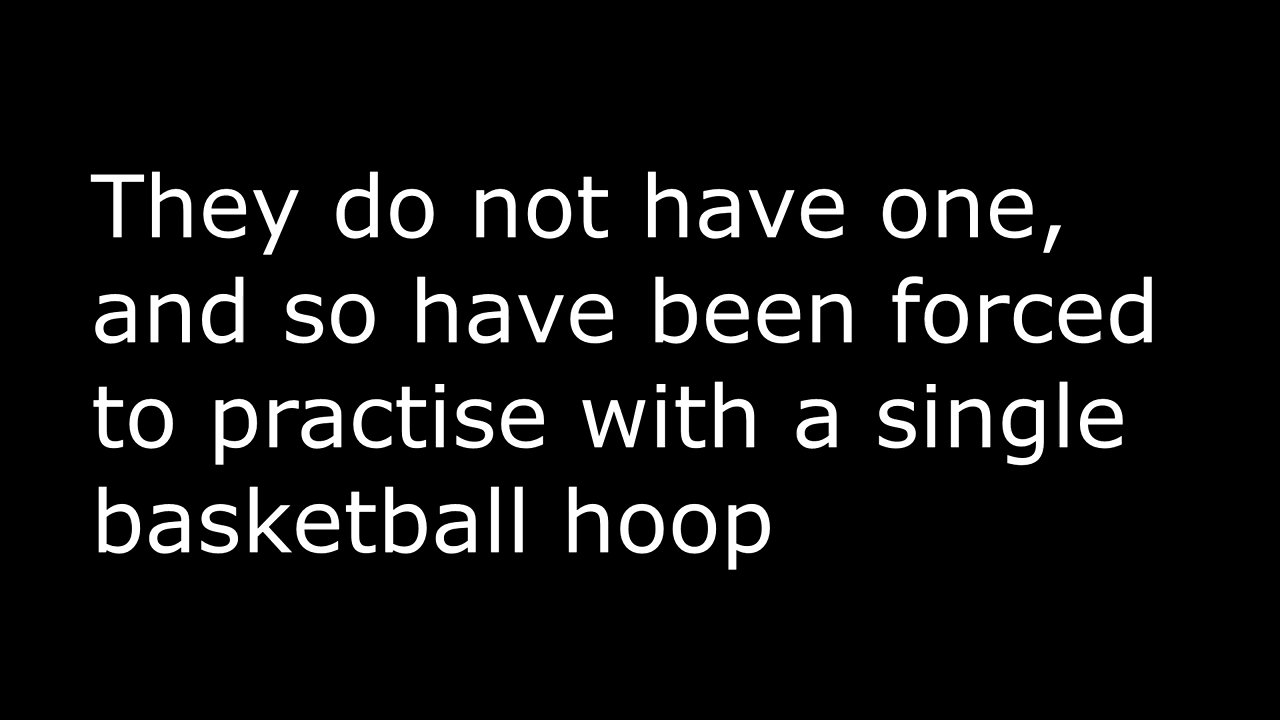 They do not have one,
and so have been forced
to practise with a single
basketball hoop